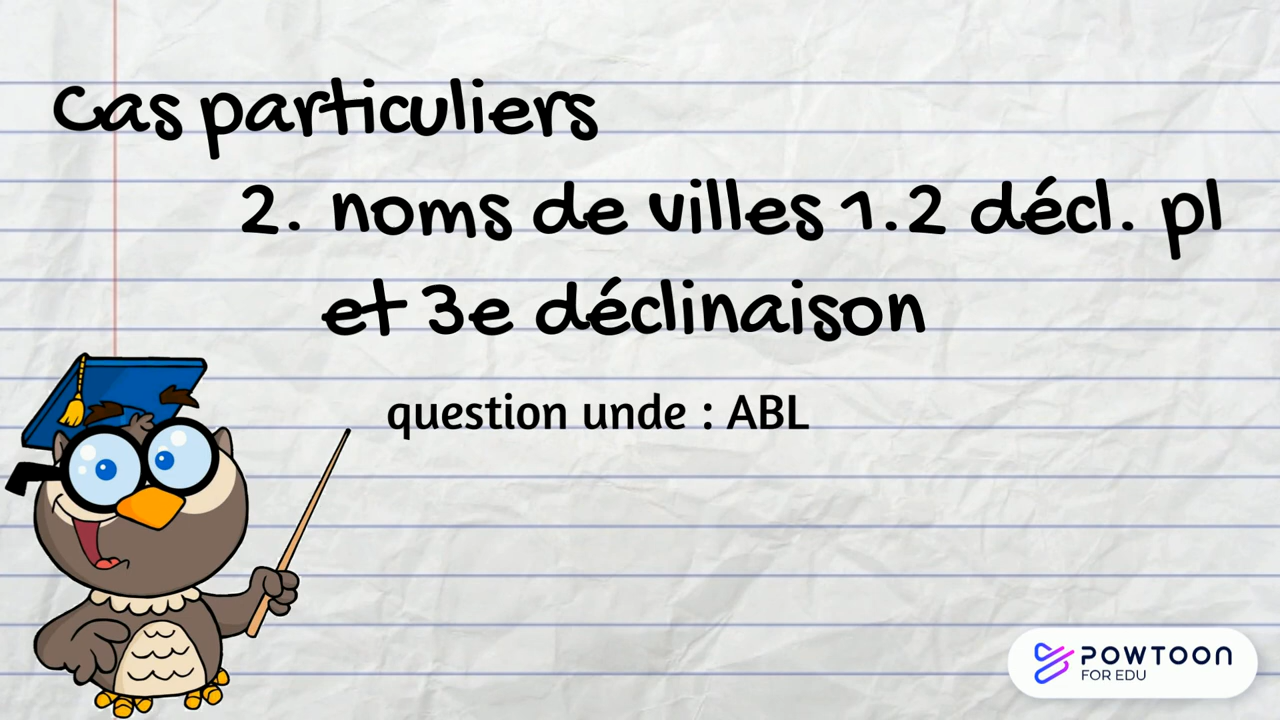 Cas particuliers
2. noms de villes 1.2 décl. pl
et 3e déclinaison
question unde : ABL
POWTOON
FOR EDU